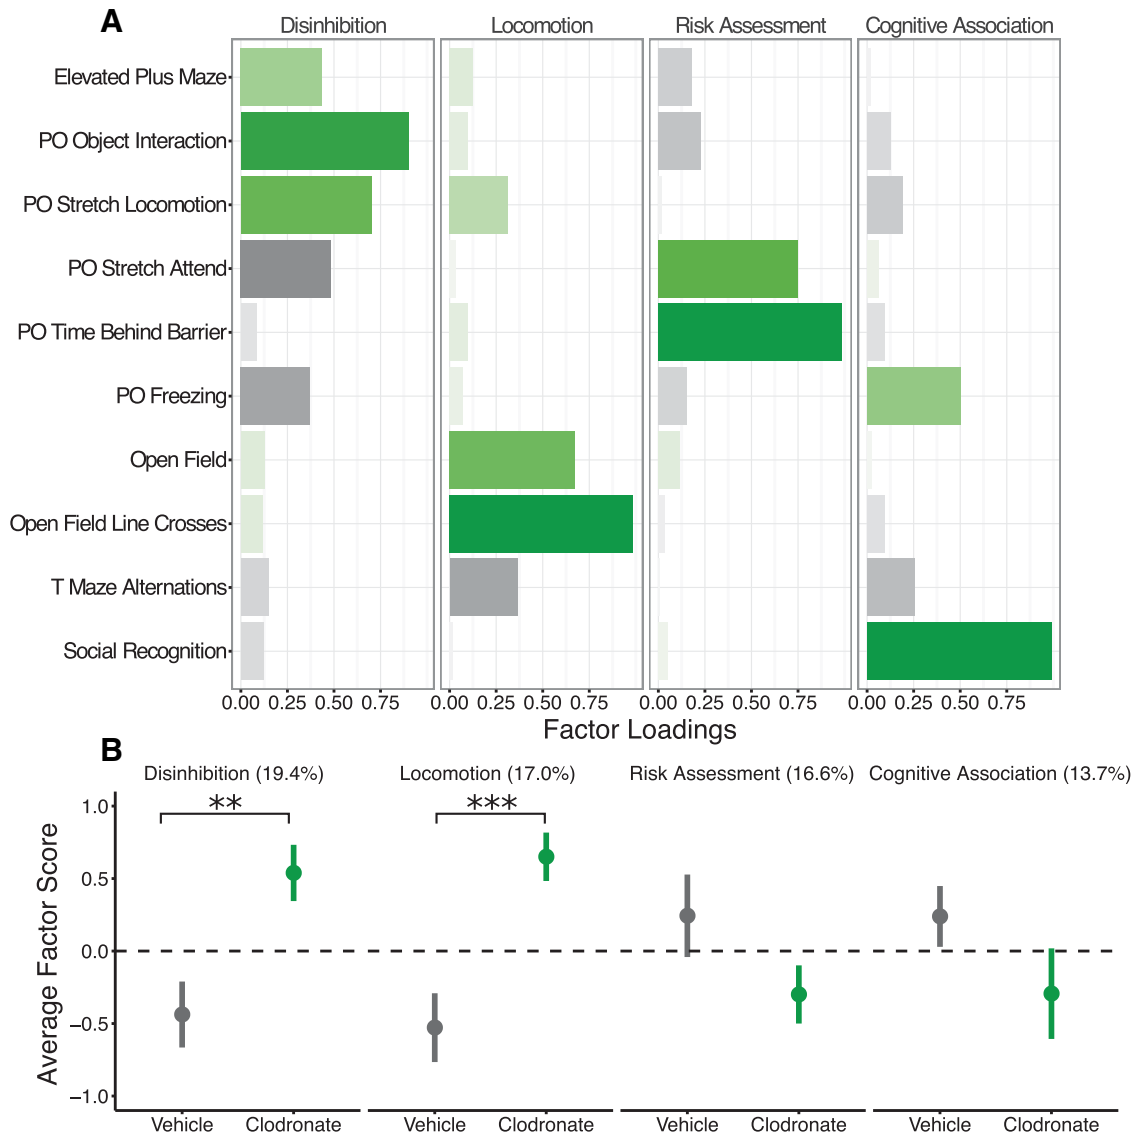 A
Disinhibition Locomotion Risk Assessment Cognitive Association
Elevated Plus Maze
PO Object Interaction
PO Stretch Locomotion
PO Stretch Attend
PO Time Behind Barrier
PO Freezing
Open Field
Open Field Line Crosses
T Maze Alternations
Social Recognition
0.00 0.25 0.50 0.75 0.00 0.25 0.50 0.75 0.00 0.25 0.50 0.75 0.00 0.25 0.50 0.75
Factor Loadings
B
Disinhibition (19.4%) Locomotion (17.0%) Risk Assessment (16.6%) Cognitive Association (13.7%)
** ***
Average Factor Score
1.0
0.5
0.0
−0.5
−1.0
Vehicle Clodronate Vehicle Clodronate Vehicle Clodronate Vehicle Clodronate